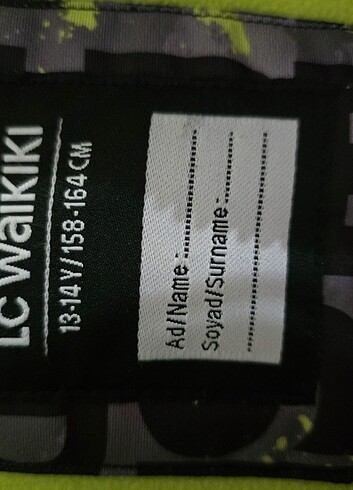 LC WaiKiKi
13-14 Y / 158-164 CM
Ad/Name :....................
Soyad/Surname :............
..............................